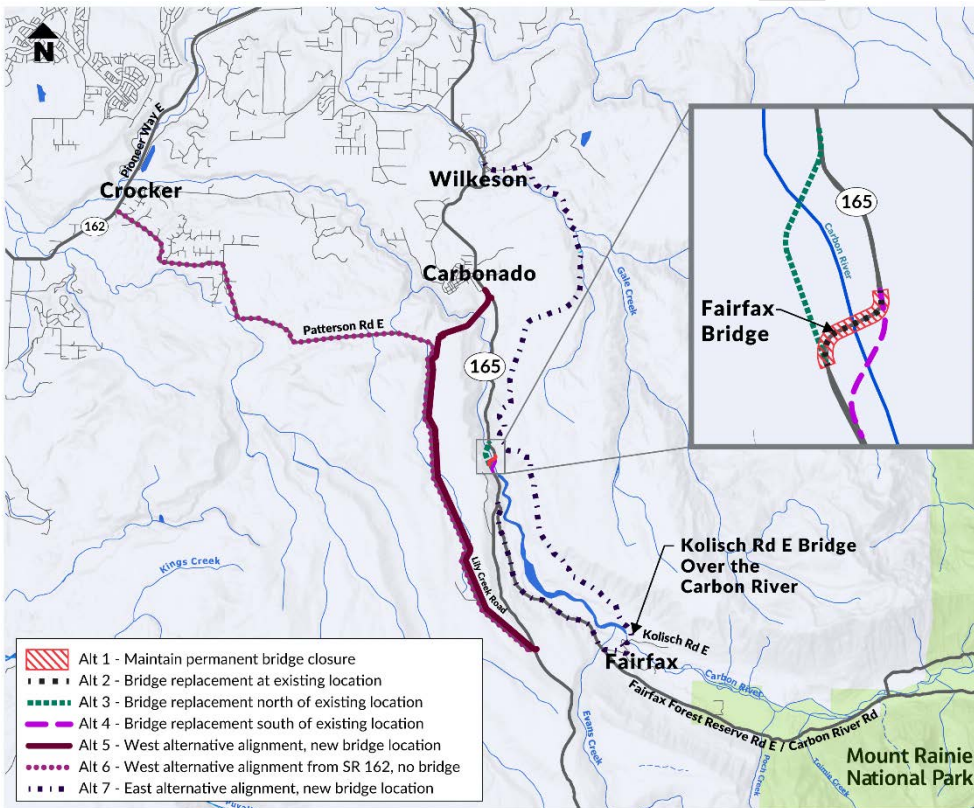 N
Pioneer Way E
Crocker
162
Wilkeson
Carbonado
Patterson Rd E
165
Gale Creek
165
Carbon River
Fairfax
Bridge
Kings Creek
Lily Creek Road
Kolisch Rd E Bridge
Over the
Carbon River
Kolisch Rd E
Fairfax
Carbon River
Fairfax Forest Reserve Rd E / Carbon River Rd
Evans Creek
Poch Creek
Tolmie Creek
Mount Rainie
National Park
Alt 1 - Maintain permanent bridge closure
Alt 2 - Bridge replacement at existing location
Alt 3 - Bridge replacement north of existing location
Alt 4 - Bridge replacement south of existing location
Alt 5 - West alternative alignment, new bridge location
Alt 6 - West alternative alignment from SR 162, no bridge
Alt 7 - East alternative alignment, new bridge location